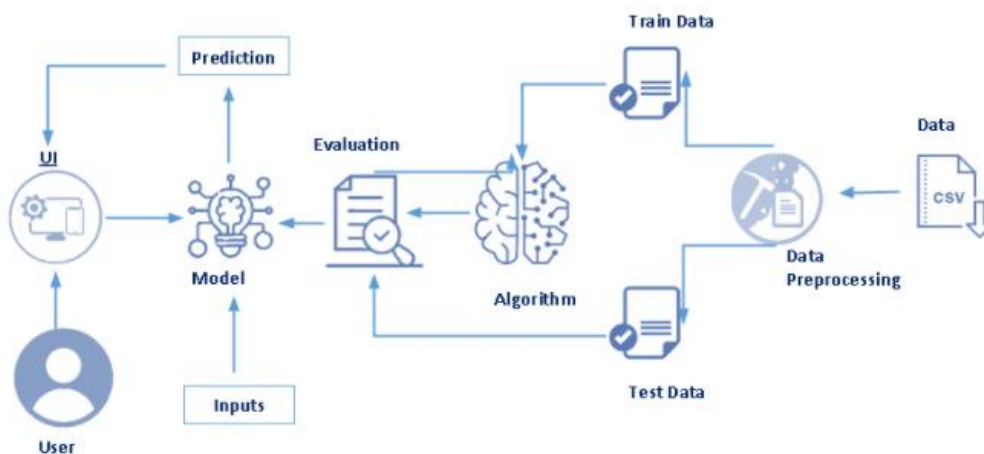 Train Data
Prediction
Data
Evaluation
UI
CSV
Data
Preprocessing
Model
Algorithm
Test Data
Inputs
User